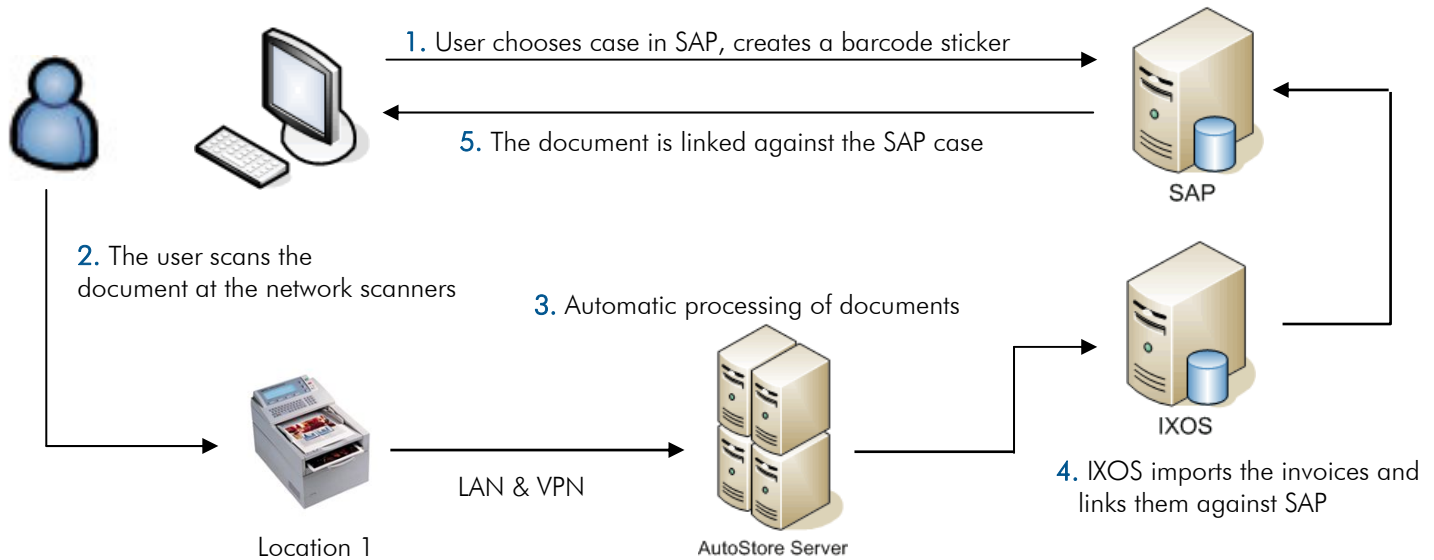 1. User chooses case in SAP, creates a barcode sticker
5. The document is linked against the SAP case
SAP
2. The user scans the
document at the network scanners
3. Automatic processing of documents
IXOS
4. IXOS imports the invoices and
links them against SAP
LAN & VPN
Location 1
AutoStore Server